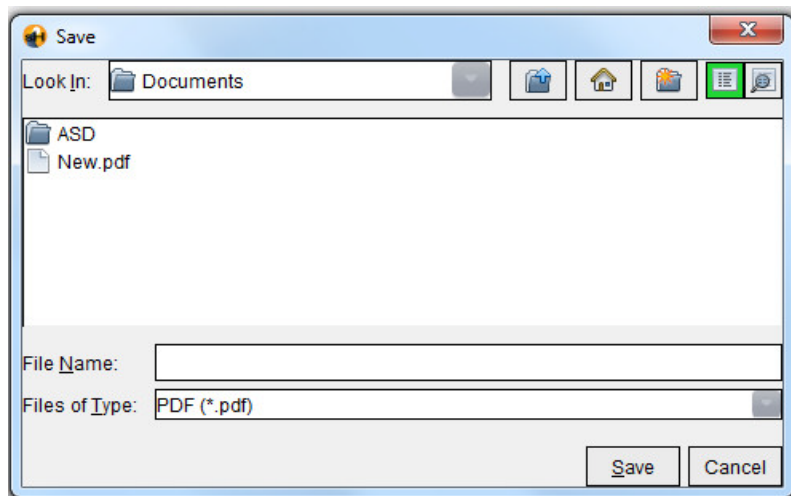 Save
Look In: Documents
ASD
New.pdf
File Name:
Files of Type: PDF (*.pdf)
Save Cancel